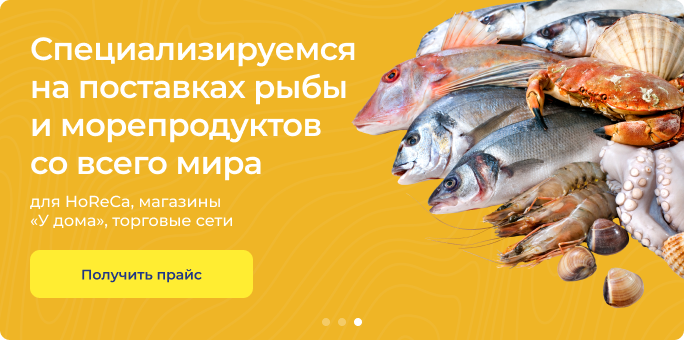 Специализируемся
на поставках рыбы
и морепродуктов
со всего мира
для HoReCa, магазины
«У дома», торговые сети
Получить прайс